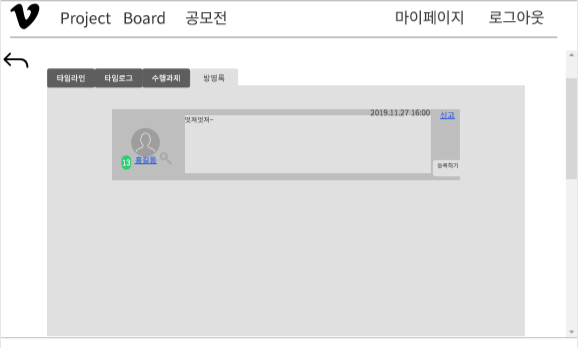 Project Board 공모전 마이페이지 로그아웃
타임라인 타임로그 수행과제 방명록
2019.11.27 16:00 신고
멋져멋져~
13 홍길동
등록하기